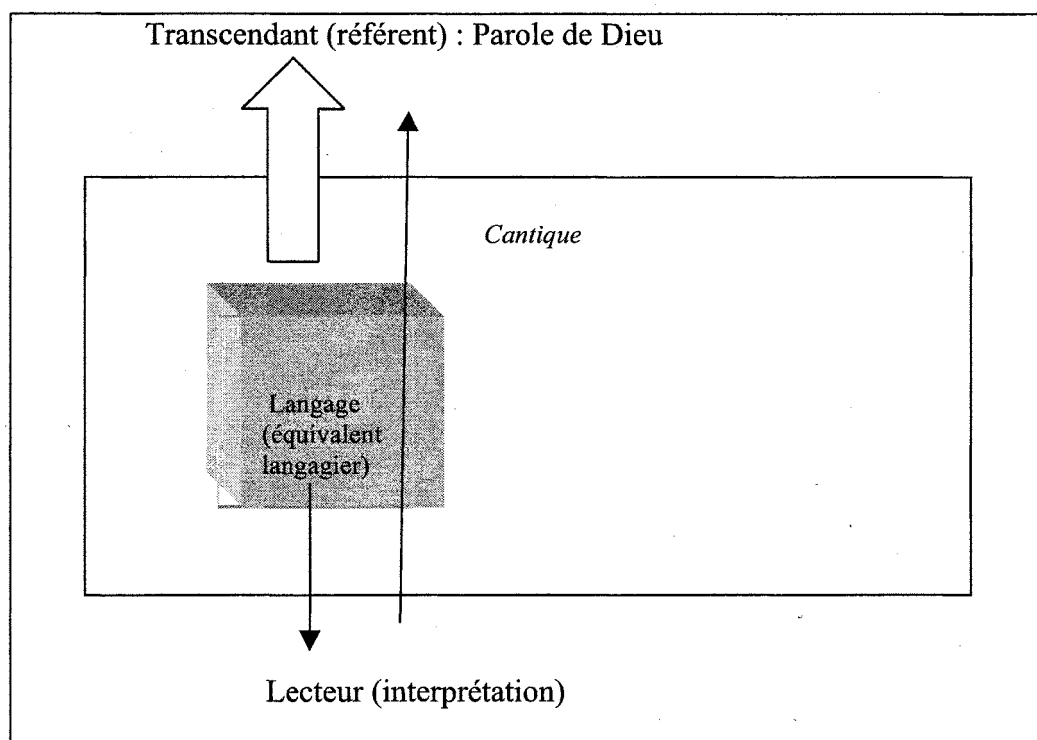 Transcendant (référent) : Parole de Dieu
Cantique
Langage
(équivalent
langagier)
Lecteur (interprétation)